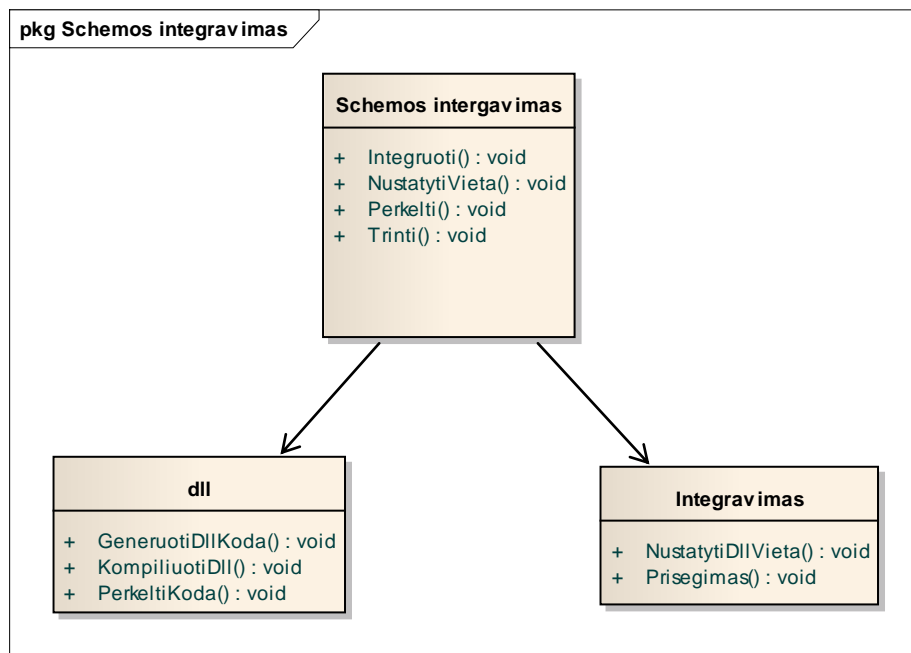 pkg Schemos integravimas
Schemos intergavimas
+ Integruoti() : void
+ NustatytiVieta() : void
+ Perkelti() : void
+ Trinti() : void
dll
+ GeneruotiDllKoda() : void
+ KompiliuotiDll() : void
+ PerkeltiKoda() : void
Integravimas
+ NustatytiDllVieta() : void
+ Prisegimas() : void